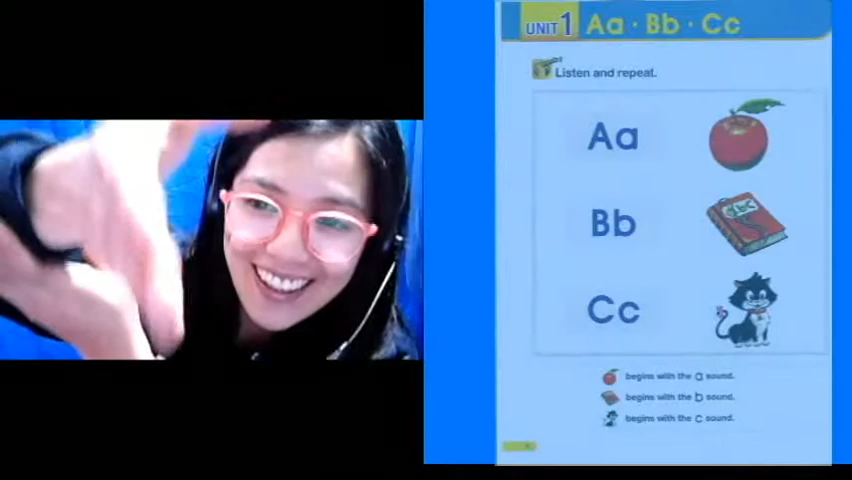 UNIT 1 Aa · Bb · Cc
Listen and repeat.
Aa
Bb
ABC
Cc
begins with the a sound.
begins with the b sound.
begins with the c sound.